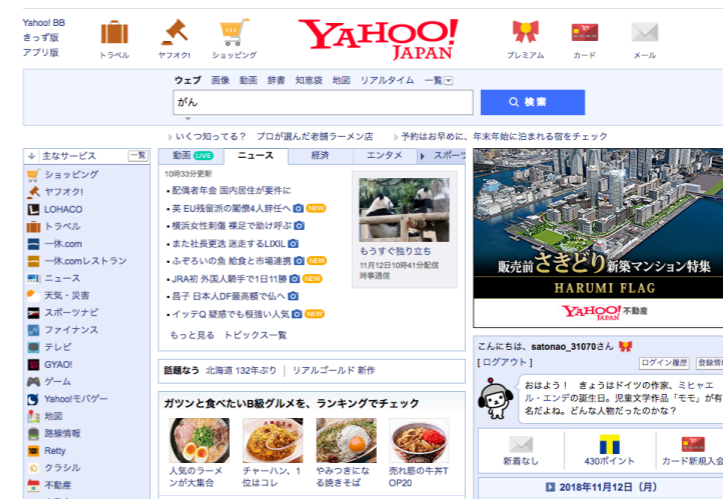 Yahoo! BB
きっず版
アプリ版
トラベル
ヤフオク!
ショッピング
YAHOO!
JAPAN
プレミアム
カード
メール
ウェブ 画像 動画 辞書 知恵袋 地図 リアルタイム 一覧
がん
検索
いくつ知ってる？ プロが選んだ老舗ラーメン店
予約はお早めに、年末年始に泊まれる宿をチェック
主なサービス 一覧
ショッピング
ヤフオク!
LOHACO
トラベル
一休.com
一休.comレストラン
ニュース
天気・災害
スポーツナビ
ファイナンス
テレビ
GYAO!
ゲーム
Yahoo!モバゲー
地図
路線情報
Retty
クラシル
不動産
動画 LIVE ニュース 経済 エンタメ スポーツ
10時33分更新
配偶者年金 国内居住が要件に
英 EU残留派の閣僚4人辞任へ NEW
横浜女性刺傷 裸足で助け呼ぶ
また社長更迭 迷走するLIXIL
ふぞろいの魚 給食と市場連携 NEW
JRA初 外国人騎手で1日11勝 NEW
昌子 日本人DF最高額で仏へ
イッテQ 疑惑でも根強い人気 NEW
もっと見る トピックス一覧
もうすぐ独り立ち
11月12日10時41分配信
時事通信
話題なう 北海道 132年ぶり リアルゴールド 新作
ガツンと食べたいB級グルメを、ランキングでチェック
人気のラーメ
ンが大集合
チャーハン、1
位はコレ
やみつきにな
る焼きそば
売れ筋の牛丼T
OP20
販売前さきどり新築マンション特集
HARUMI FLAG
YAHOO! JAPAN 不動産
こんにちは、satonao_31070さん
[ ログアウト ]
ログイン履歴
おはよう！ きょうはドイツの作家、ミヒャエ
ル・エンデの誕生日。児童文学作品「モモ」が有
名だよね。どんな人物だったのかな？
新着なし
430ポイント
カード新規入会
2018年11月12日（月）